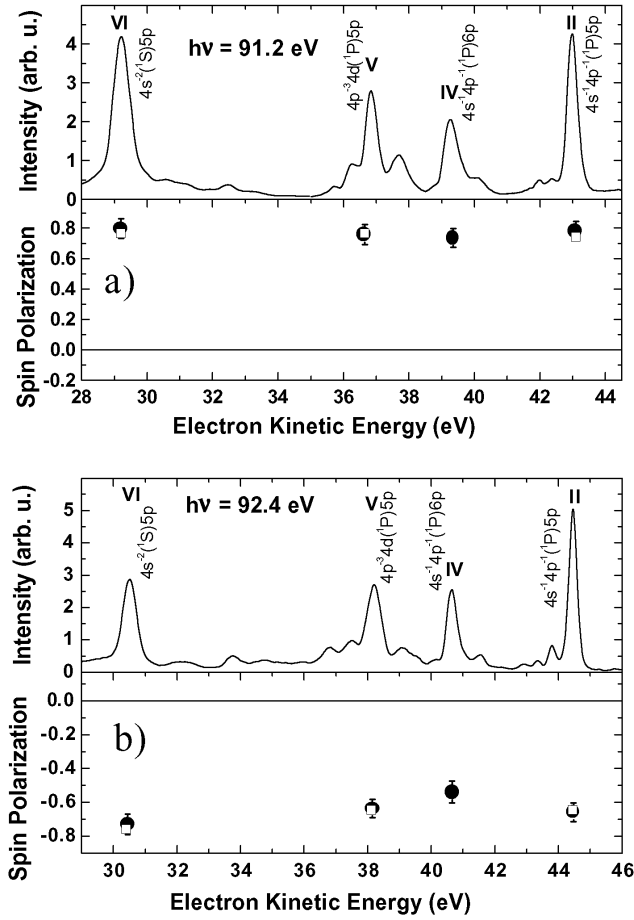 VI
hν = 91.2 eV
II
4s⁻²(¹S)5p
4p⁻³4d(¹P)5p
V
IV
4s⁻¹4p⁻¹(¹P)6p
4s⁻¹4p⁻¹(¹P)5p
Intensity (arb. u.)
4
3
2
1
0
Spin Polarization
0.8
0.6
0.4
0.2
0.0
-0.2
a)
28 30 32 34 36 38 40 42 44
Electron Kinetic Energy (eV)
VI
hν = 92.4 eV
V
II
4s⁻²(¹S)5p
4p⁻³4d(¹P)5p
4s⁻¹4p⁻¹(¹P)6p
IV
4s⁻¹4p⁻¹(¹P)5p
Intensity (arb. u.)
5
4
3
2
1
0
Spin Polarization
0.0
-0.2
-0.4
-0.6
-0.8
b)
30 32 34 36 38 40 42 44 46
Electron Kinetic Energy (eV)